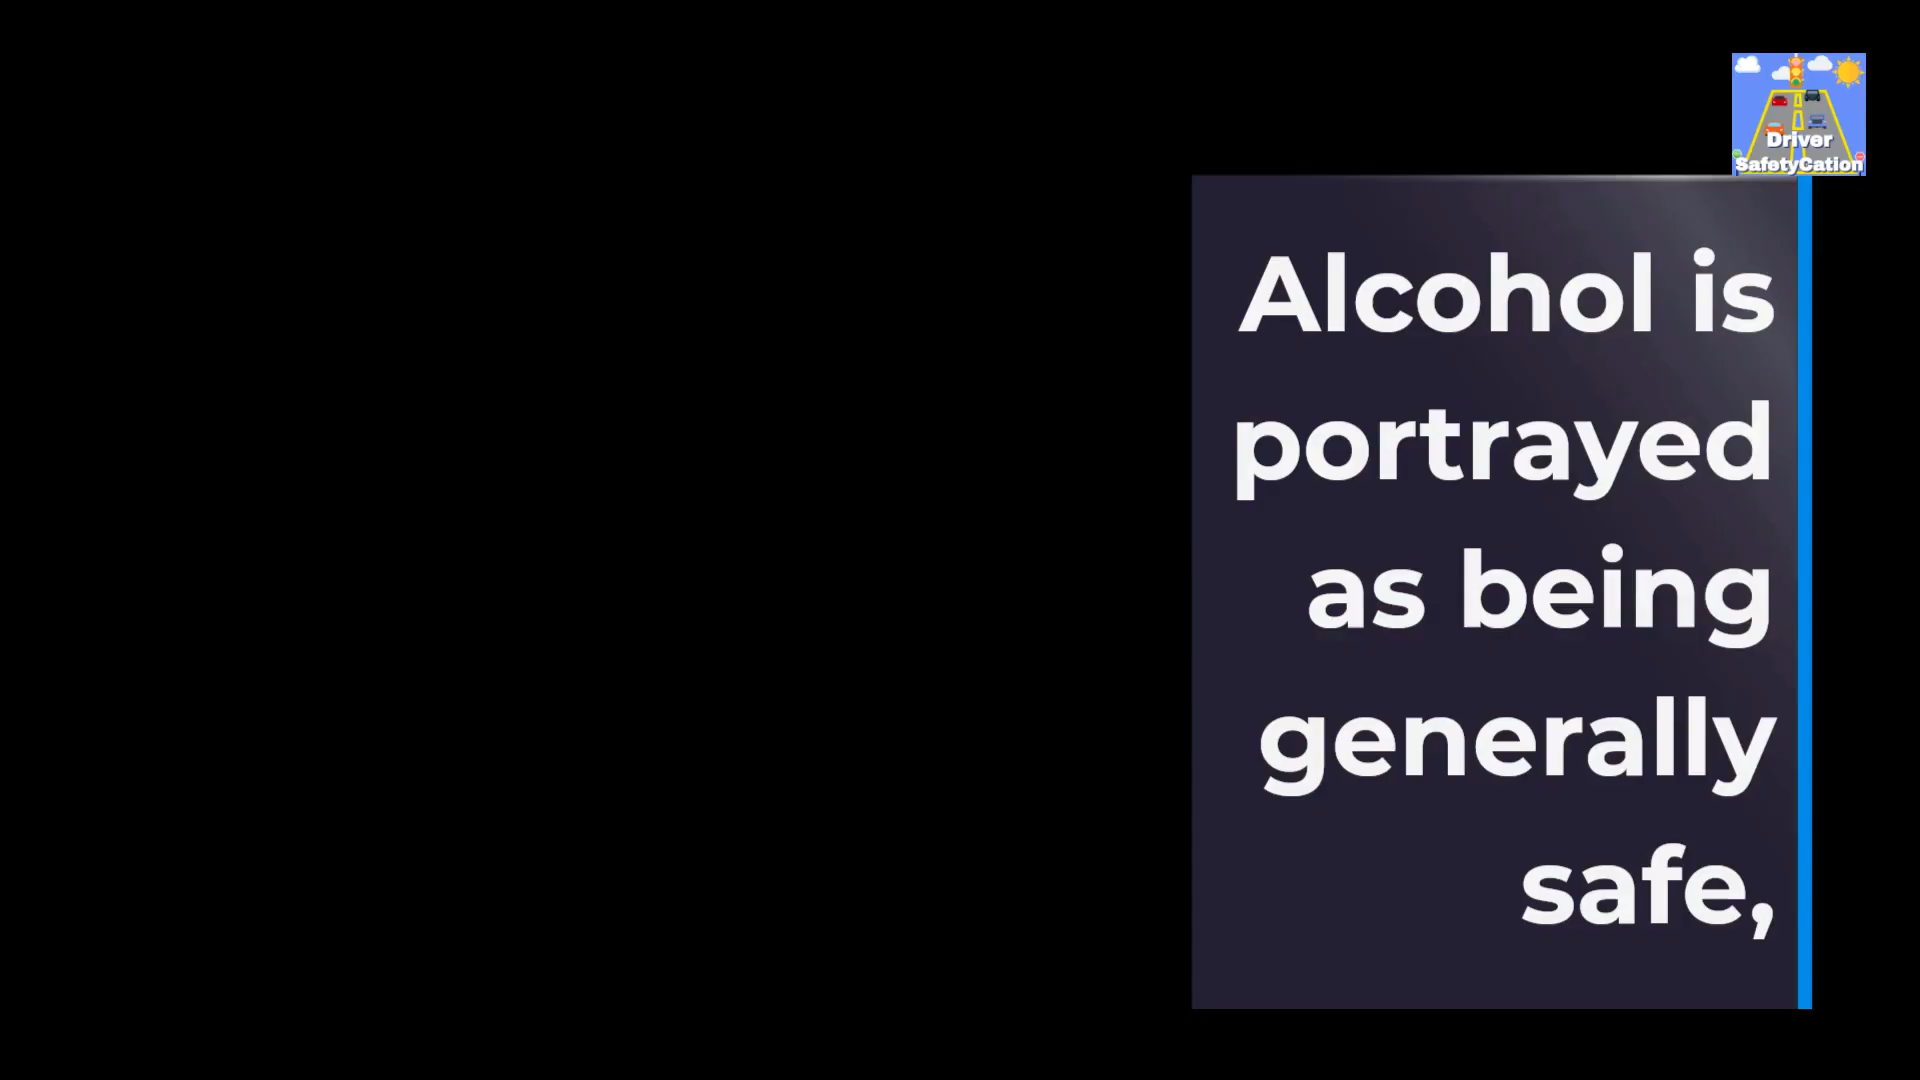 Driver
SafetyCation
Alcohol is
portrayed
as being
generally
safe,